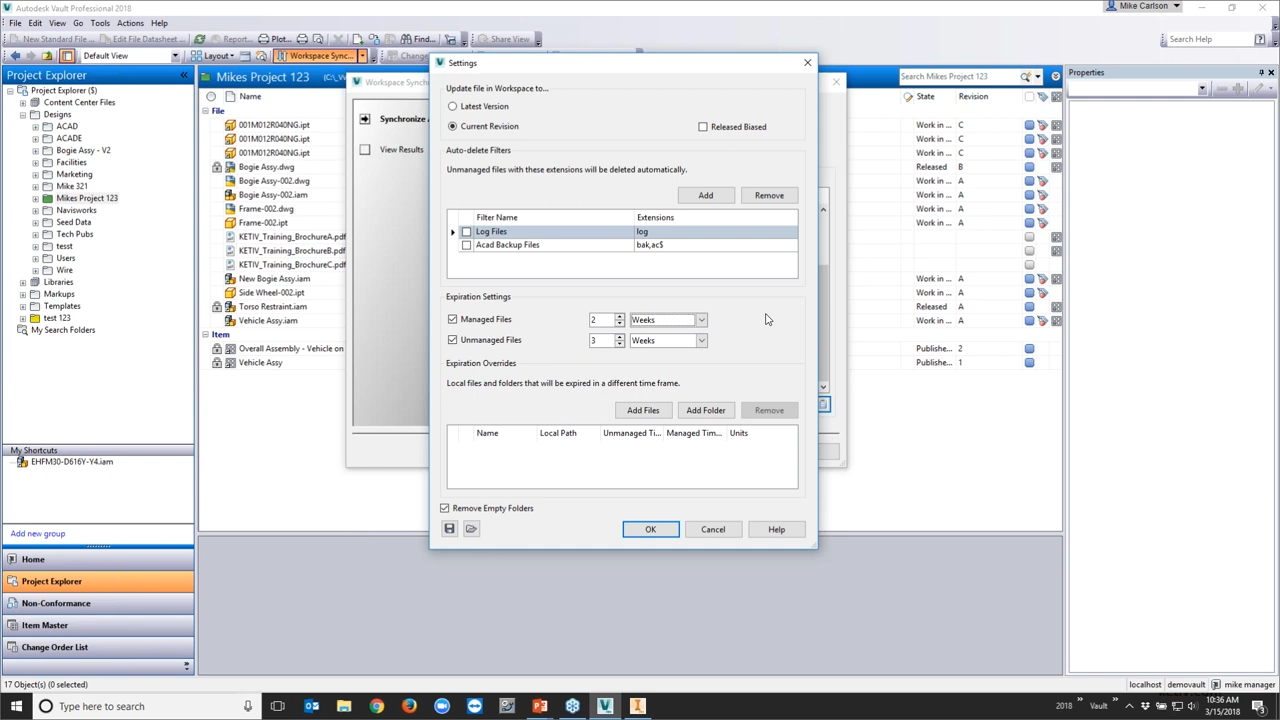 Autodesk Vault Professional 2018
Mike Carlson
File Edit View Go Tools Actions Help
New Standard File... Edit File Datasheet... Report... Plot... Find... Share View
Search Help
Default View Layout Workspace Sync... Change
Project Explorer
Project Explorer ($)
Content Center Files
Designs
ACAD
ACADE
Bogie Assy - V2
Facilities
Marketing
Mike 321
Mikes Project 123
Navisworks
Seed Data
Tech Pubs
tesst
Users
Wire
Libraries
Markups
Templates
test 123
My Search Folders
My Shortcuts
EHFM30-D616Y-Y4.iam
Add new group
Home
Project Explorer
Non-Conformance
Item Master
Change Order List
17 Object(s) (0 selected)
Mikes Project 123
Search Mikes Project 123
Name
State Revision
File
001M012R040NG.ipt Work in ... C
001M012R040NG.ipt Work in ... C
001M012R040NG.ipt Work in ... C
Bogie Assy.dwg Released B
Bogie Assy-002.dwg Work in ... A
Bogie Assy-002.iam Work in ... A
Frame-002.dwg Work in ... A
Frame-002.ipt Work in ... A
KETIV_Training_BrochureA.pdf
KETIV_Training_BrochureB.pdf
KETIV_Training_BrochureC.pdf
New Bogie Assy.iam Work in ... A
Side Wheel-002.ipt Work in ... A
Torso Restraint.iam Released A
Vehicle Assy.iam Work in ... A
Item
Overall Assembly - Vehicle on Publishe... 2
Vehicle Assy Publishe... 1
Workspace Synchr
Synchronize
View Results
Settings
Update file in Workspace to...
Latest Version
Current Revision
Released Biased
Auto-delete Filters
Unmanaged files with these extensions will be deleted automatically.
Add Remove
Filter Name Extensions
Log Files log
Acad Backup Files bak,ac$
Expiration Settings
Managed Files 2 Weeks
Unmanaged Files 3 Weeks
Expiration Overrides
Local files and folders that will be expired in a different time frame.
Add Files Add Folder Remove
Name Local Path Unmanaged Ti... Managed Tim... Units
Remove Empty Folders
OK Cancel Help
Properties
localhost demovault mike manager
Type here to search
2018 Vault
10:36 AM
3/15/2018